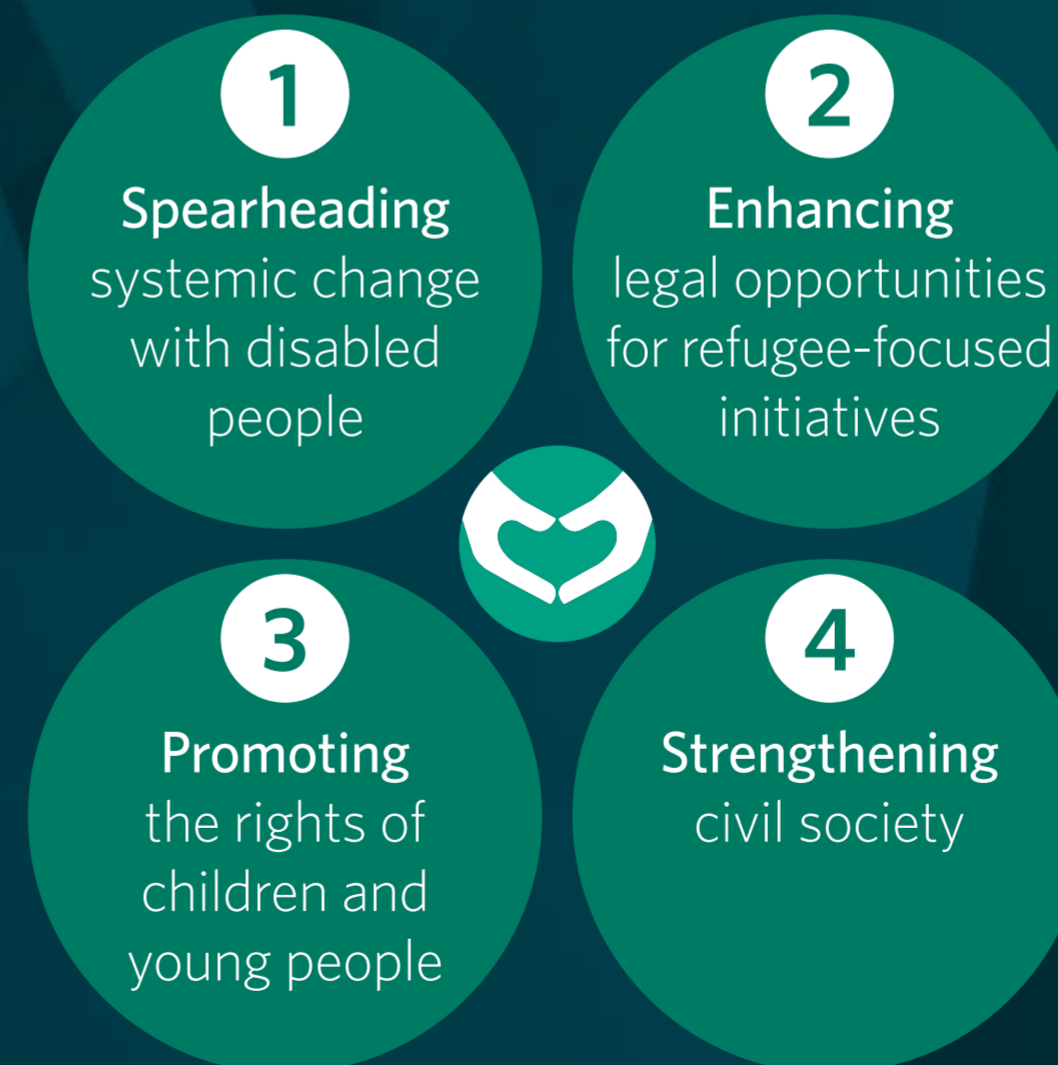 1
Spearheading
systemic change
with disabled
people
2
Enhancing
legal opportunities
for refugee-focused
initiatives
3
Promoting
the rights of
children and
young people
4
Strengthening
civil society